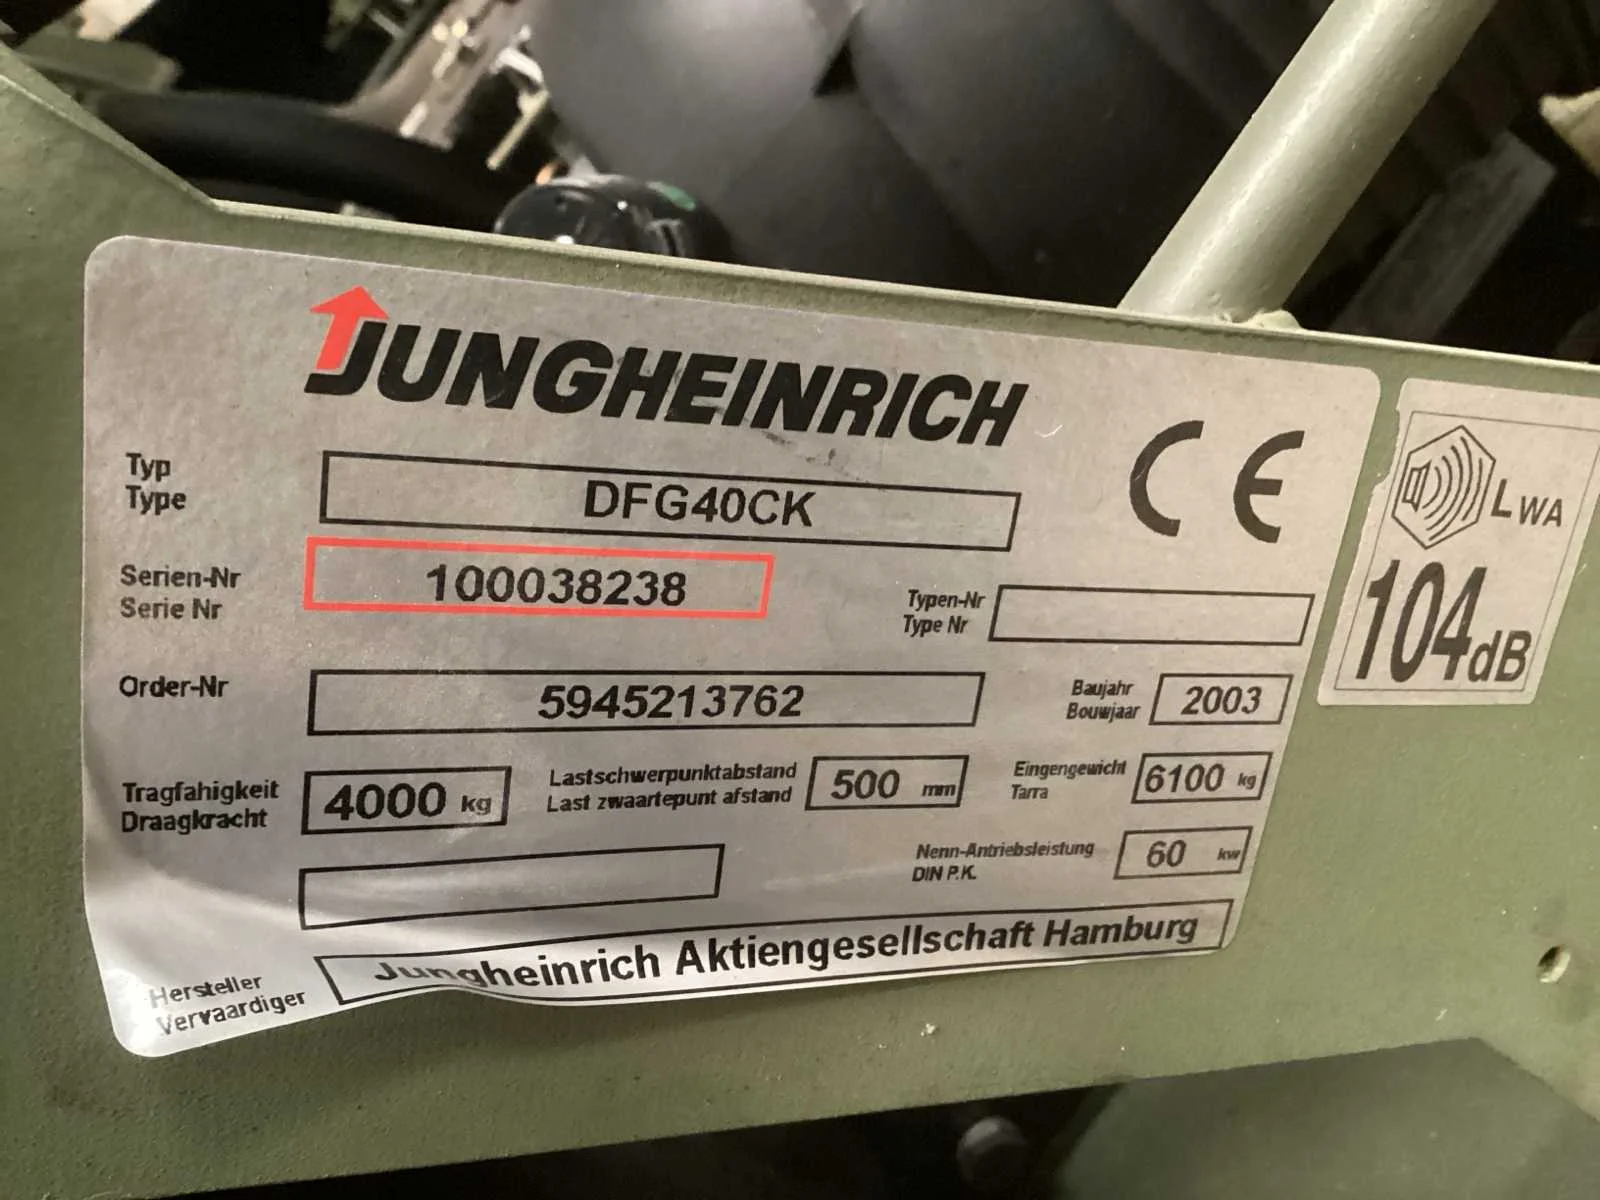 JUNGHEINRICH
CE
Typ
Type
DFG40CK
Serien-Nr
Serie Nr
100038238
Typen-Nr
Type Nr
Order-Nr
5945213762
Baujahr
Bouwjaar
2003
Tragfahigkeit
Draagkracht
4000 kg
Lastschwerpunktabstand
Last zwaartepunt afstand
500 mm
Eingengewicht
Tarra
6100 kg
Nenn-Antriebsleistung
DIN P.K.
60 kw
Hersteller
Vervaardiger
Jungheinrich Aktiengesellschaft Hamburg
LWA
104dB